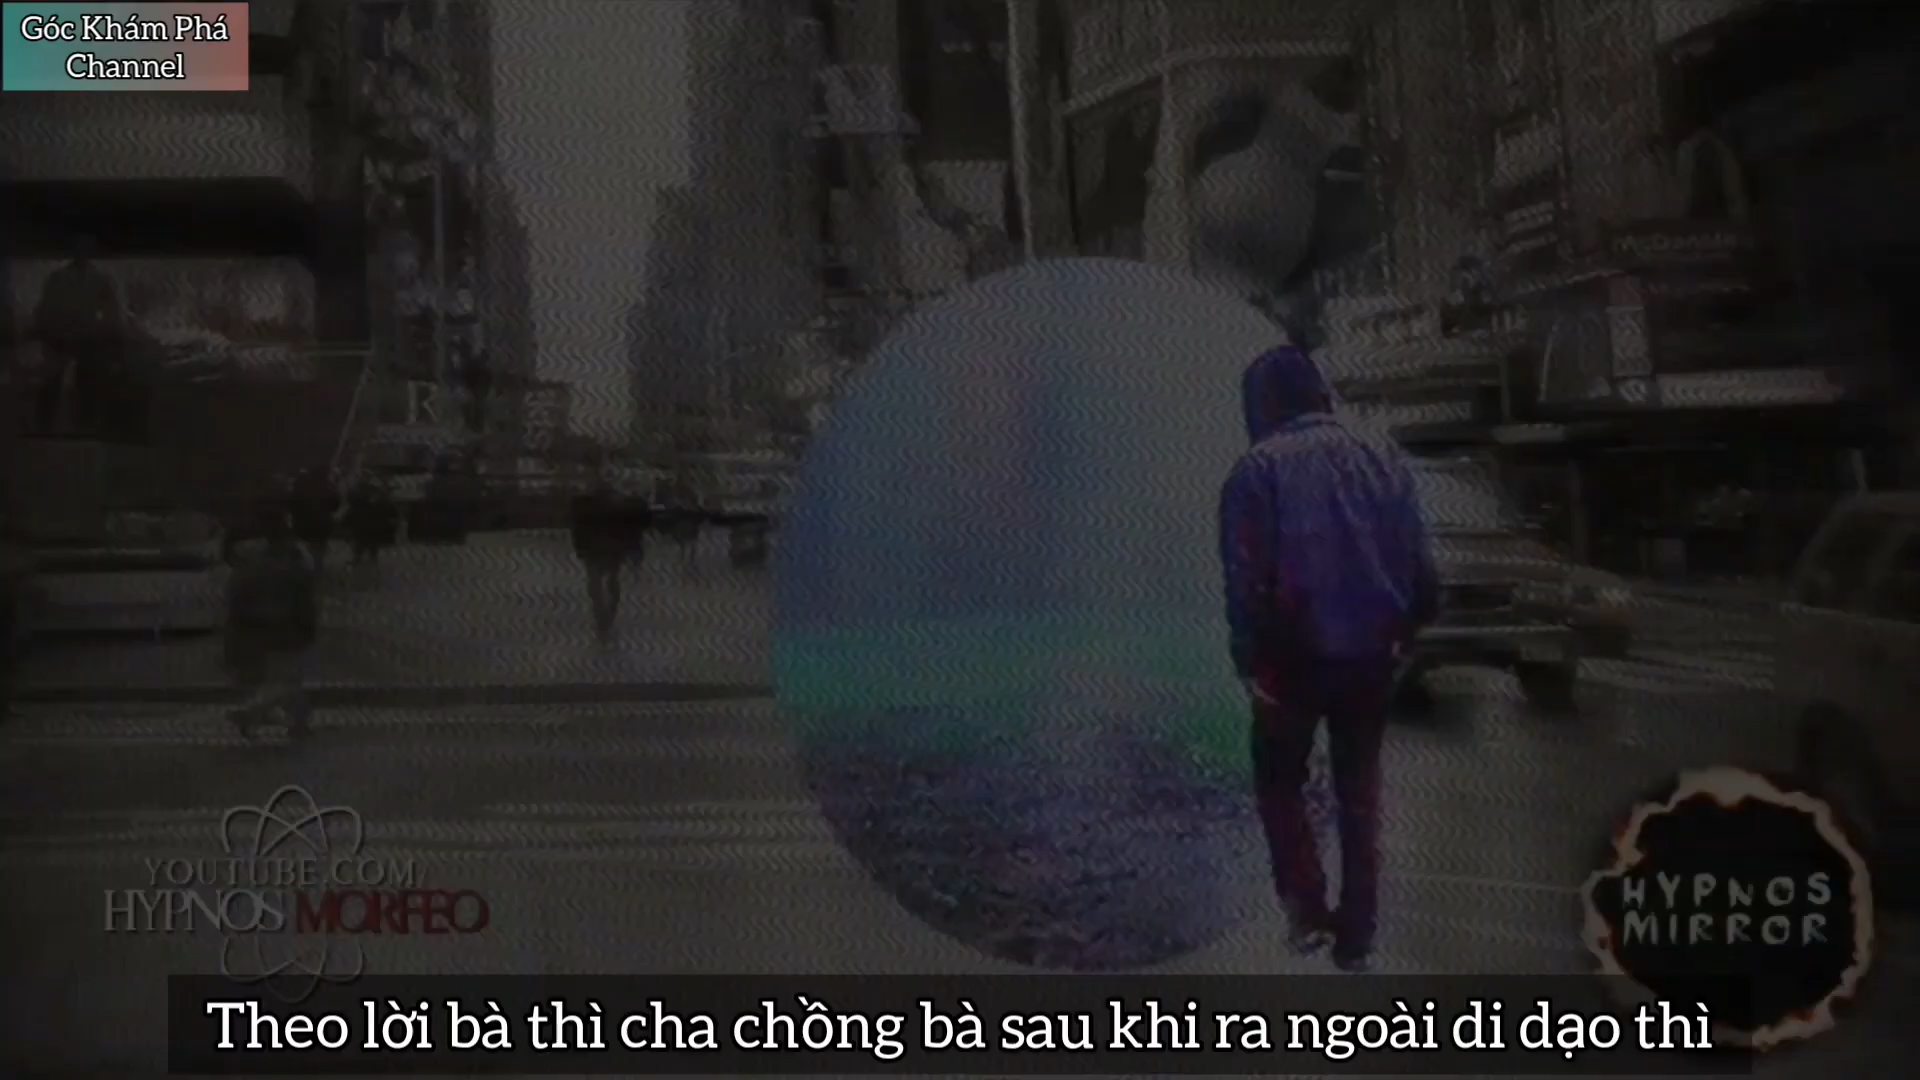 Góc Khám Phá
Channel
R
McDonald's
YOUTUBE.COM/
HYPNOS MORFEO
HYPNOS
MIRROR
Theo lời bà thì cha chồng bà sau khi ra ngoài di dạo thì